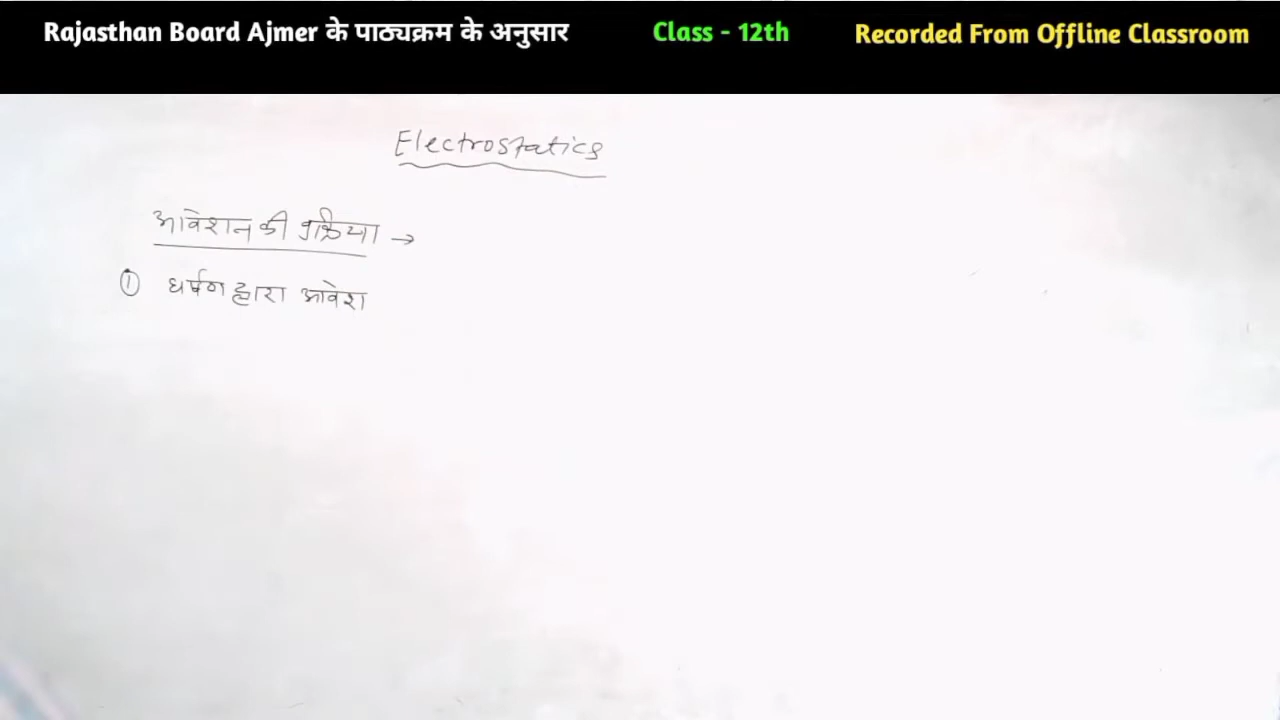 Rajasthan Board Ajmer के पाठ्यक्रम के अनुसार Class - 12th Recorded From Offline Classroom
Electrostatics
आवेशन की प्रक्रिया →
① घर्षण द्वारा आवेश